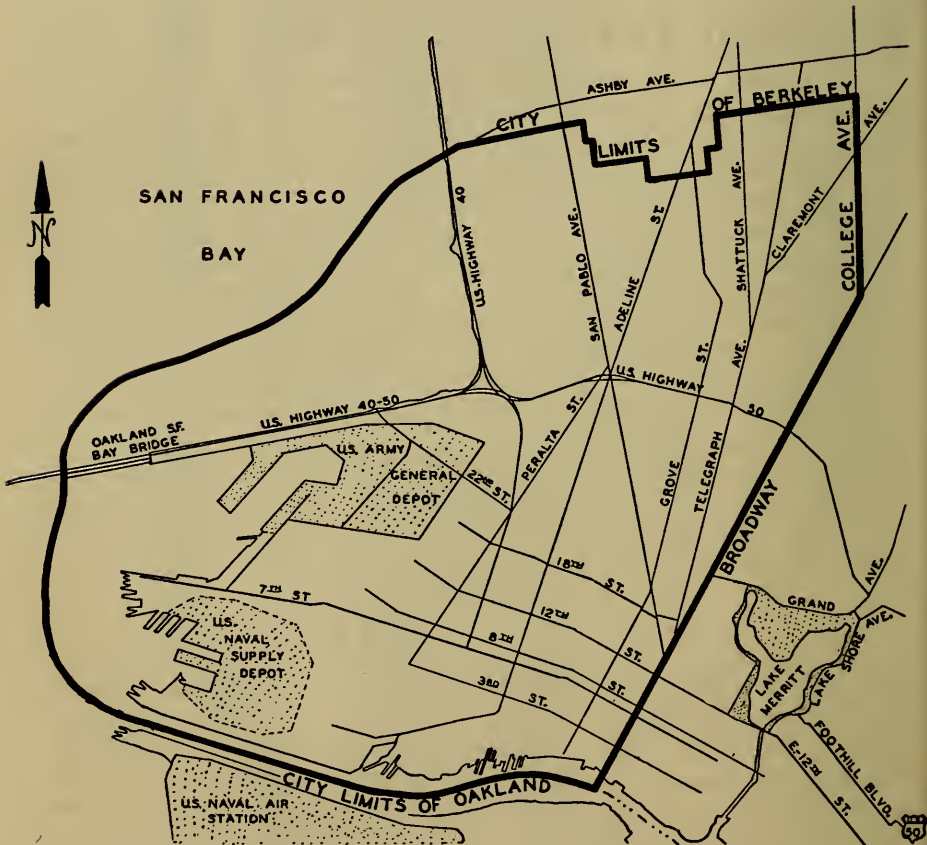 ASHBY AVE.
CITY
LIMITS
OF BERKELEY
SAN FRANCISCO
BAY
N
U.S. HIGHWAY 40
SAN PABLO AVE.
ADELINE ST.
SHATTUCK AVE.
CLAREMONT AVE.
COLLEGE AVE.
U.S. HIGHWAY 50
OAKLAND S.F.
BAY BRIDGE
U.S. HIGHWAY 40-50
U.S. ARMY
GENERAL
DEPOT
22ND ST.
PERALTA ST.
GROVE ST.
TELEGRAPH AVE.
BROADWAY
18TH ST.
7TH ST
12TH ST.
8TH ST.
3RD ST.
U.S.
NAVAL
SUPPLY
DEPOT
GRAND AVE.
LAKE
MERRITT
LAKE SHORE AVE.
FOOTHILL BLVD.
E.-12TH ST.
50
CITY LIMITS OF OAKLAND
U.S. NAVAL AIR
STATION